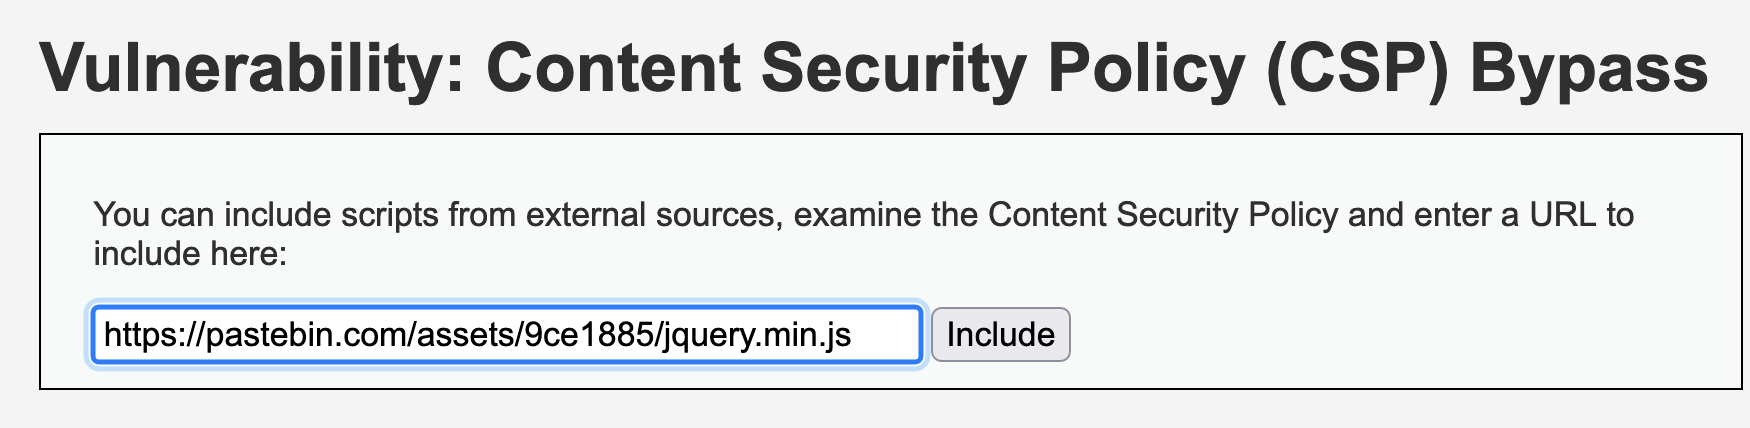 Vulnerability: Content Security Policy (CSP) Bypass
You can include scripts from external sources, examine the Content Security Policy and enter a URL to
include here:
https://pastebin.com/assets/9ce1885/jquery.min.js Include